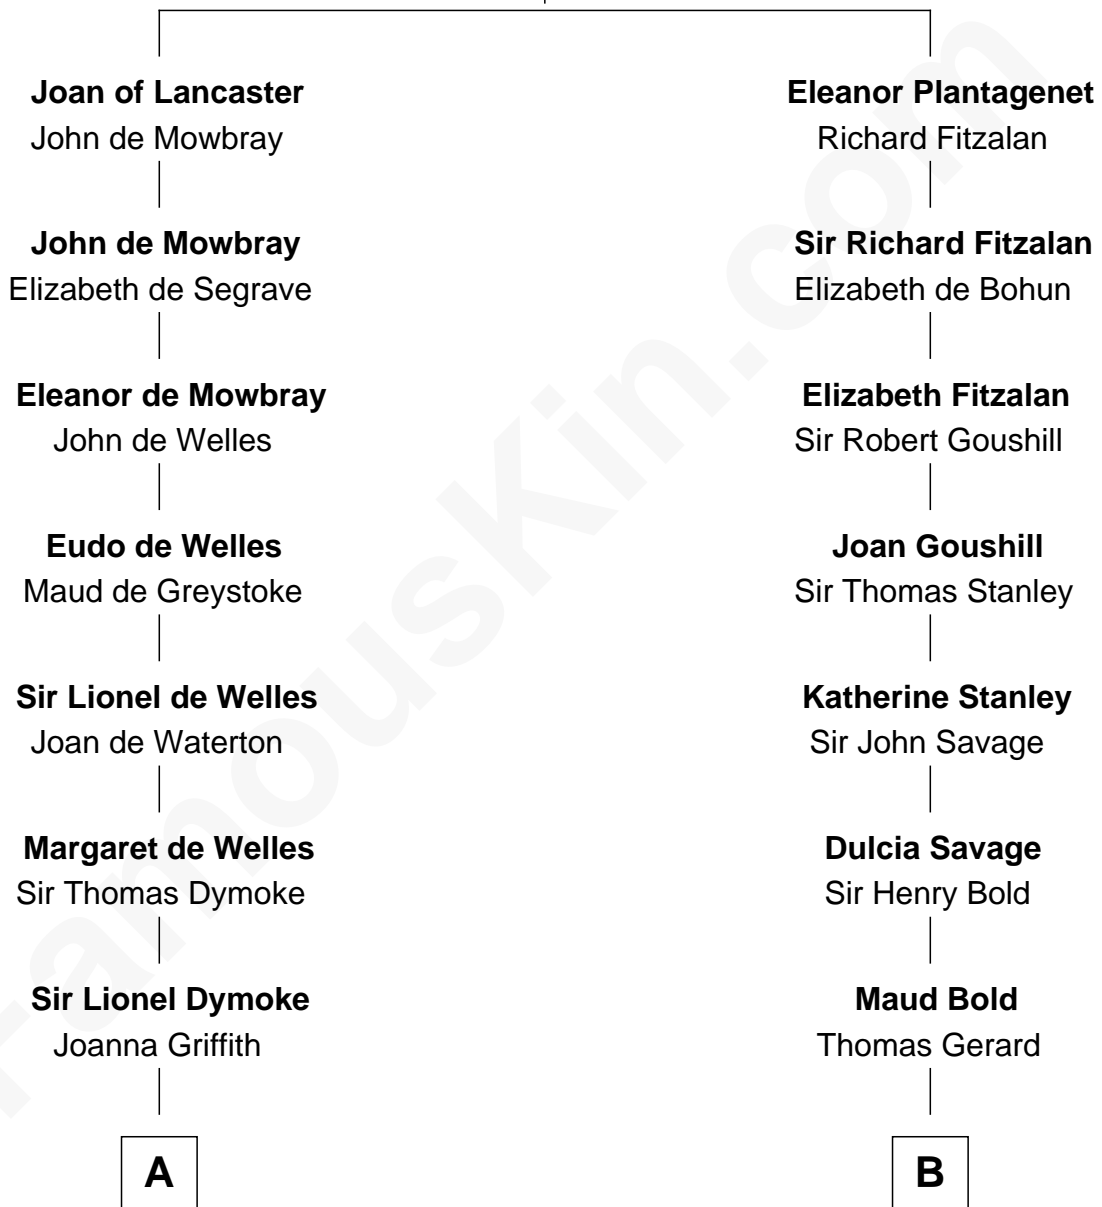 Joan of Lancaster
John de Mowbray
John de Mowbray
Elizabeth de Segrave
Eleanor de Mowbray
John de Welles
Eudo de Welles
Maud de Greystoke
Sir Lionel de Welles
Joan de Waterton
Margaret de Welles
Sir Thomas Dymoke
Sir Lionel Dymoke
Joanna Griffith
A
Eleanor Plantagenet
Richard Fitzalan
Sir Richard Fitzalan
Elizabeth de Bohun
Elizabeth Fitzalan
Sir Robert Goushill
Joan Goushill
Sir Thomas Stanley
Katherine Stanley
Sir John Savage
Dulcia Savage
Sir Henry Bold
Maud Bold
Thomas Gerard
B
FamousKin.com